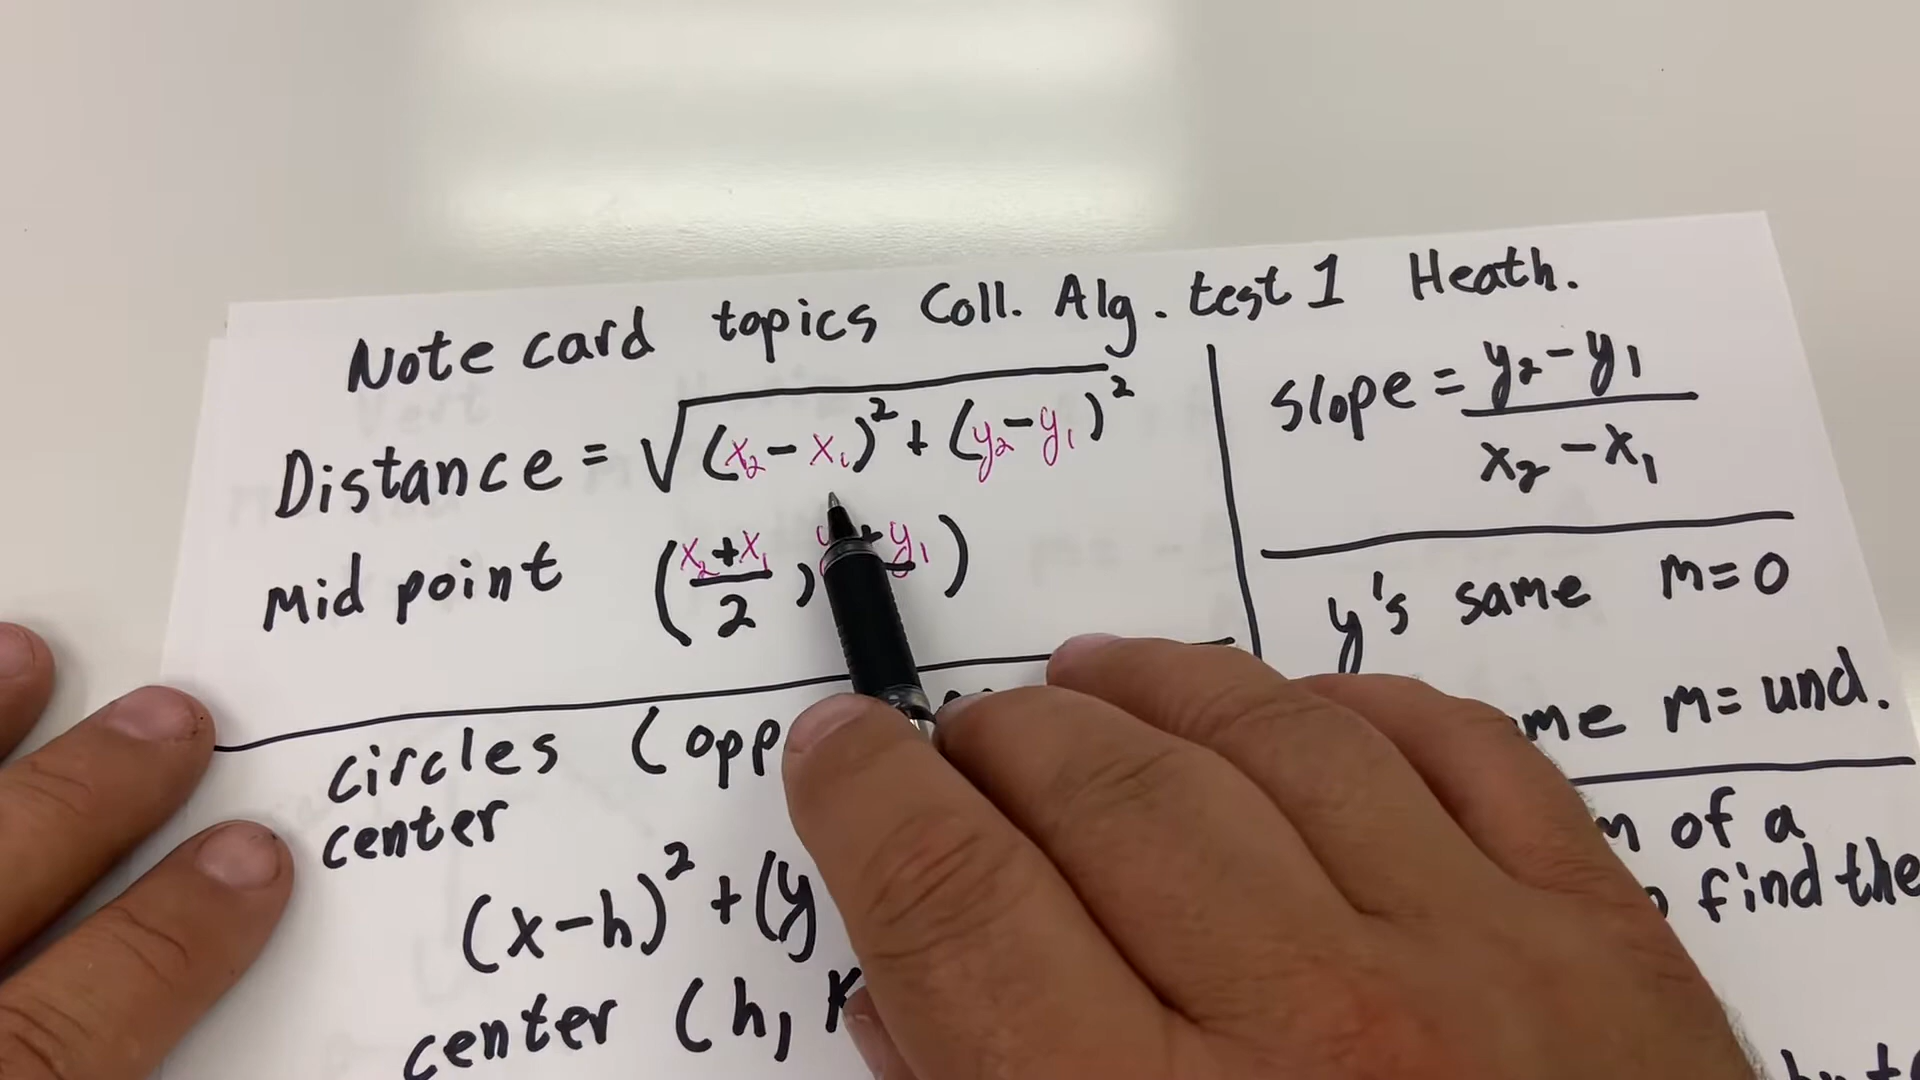 Note card topics Coll. Alg. test 1 Heath.
Distance = √(x₂ - x₁)² + (y₂ - y₁)²
Mid point (x₂ + x₁ / 2, + y₁)
slope = y₂ - y₁ / x₂ - x₁
y's same m = 0
m = und.
circles (opp
center
(x-h)² + (y
center (h,
of a
find the